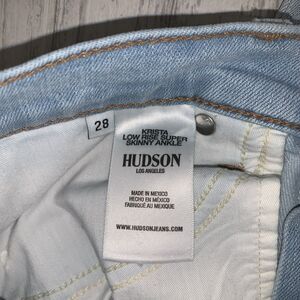 28
KRISTA
LOW RISE SUPER
SKINNY ANKLE
HUDSON
LOS ANGELES
MADE IN MEXICO
HECHO EN MÉXICO
FABRIQUÉ AU MEXIQUE
WWW.HUDSONJEANS.COM